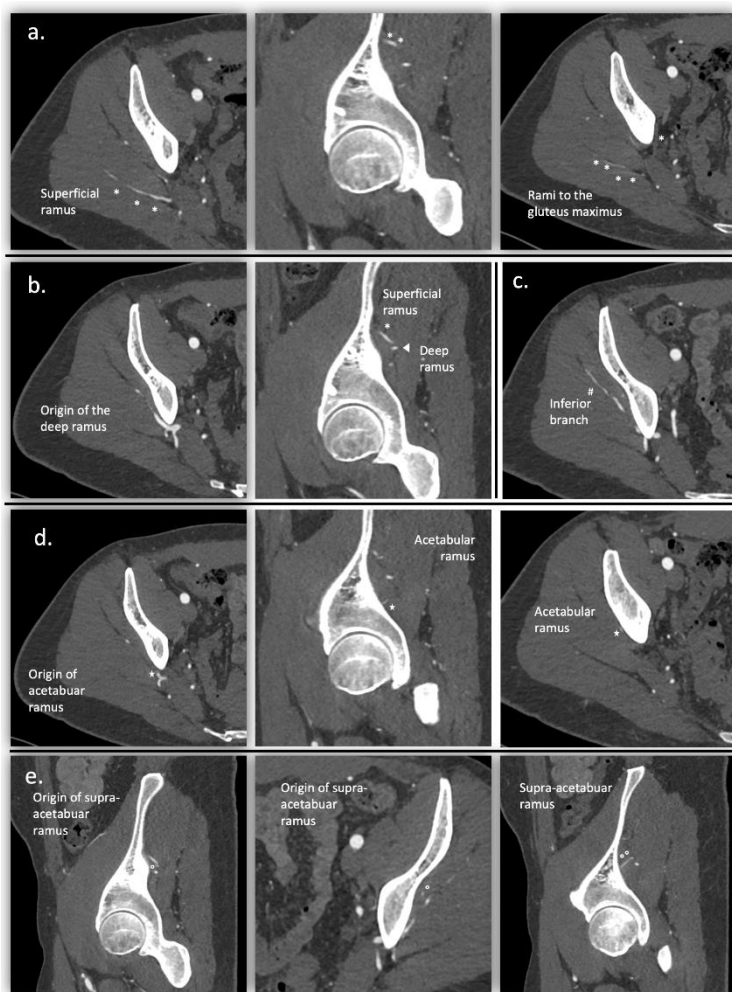 a.
Superficial
ramus
*
*
*
* * *
*
* * * *
Rami to the
gluteus maximus
b.
Origin of the
deep ramus
Superficial
ramus
*
Deep
ramus
c.
#
Inferior
branch
d.
*
Origin of
acetabuar
ramus
Acetabular
ramus
*
Acetabular
ramus
*
e.
Origin of supra-
acetabuar
ramus
Origin of supra-
acetabuar
ramus
Supra-acetabuar
ramus